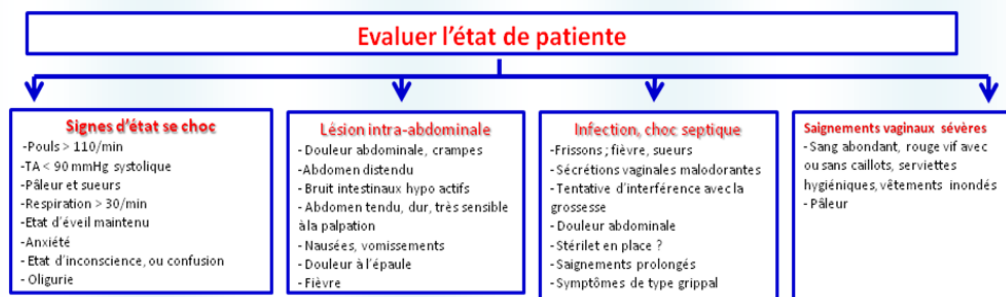 Evaluer l'état de patiente
Signes d'état se choc
-Pouls > 110/min
-TA < 90 mmHg systolique
-Pâleur et sueurs
-Respiration > 30/min
-Etat d'éveil maintenu
-Anxiété
- Etat d'inconscience, ou confusion
- Oligurie
Lésion intra-abdominale
- Douleur abdominale, crampes
-Abdomen distendu
- Bruit intestinaux hypo actifs
- Abdomen tendu, dur, très sensible
à la palpation
- Nausées, vomissements
- Douleur à l'épaule
- Fièvre
Infection, choc septique
-Frissons ; fièvre, sueurs
- Sécrétions vaginales malodorantes
- Tentative d'interférence avec la
grossesse
- Douleur abdominale
- Stérilet en place ?
- Saignements prolongés
- Symptômes de type grippal
Saignements vaginaux sévères
- Sang abondant, rouge vif avec
ou sans caillots, serviettes
hygiéniques, vêtements inondés
- Pâleur